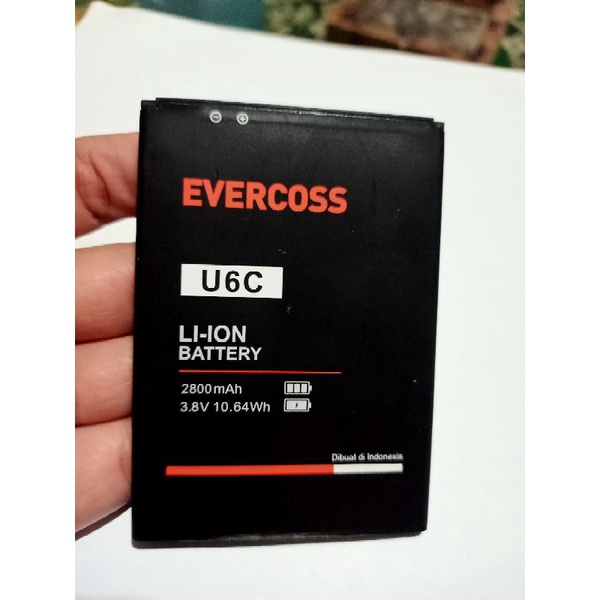 EVERCOSS
U6C
LI-ION
BATTERY
2800mAh
3.8V 10.64Wh
Dibuat di Indonesia